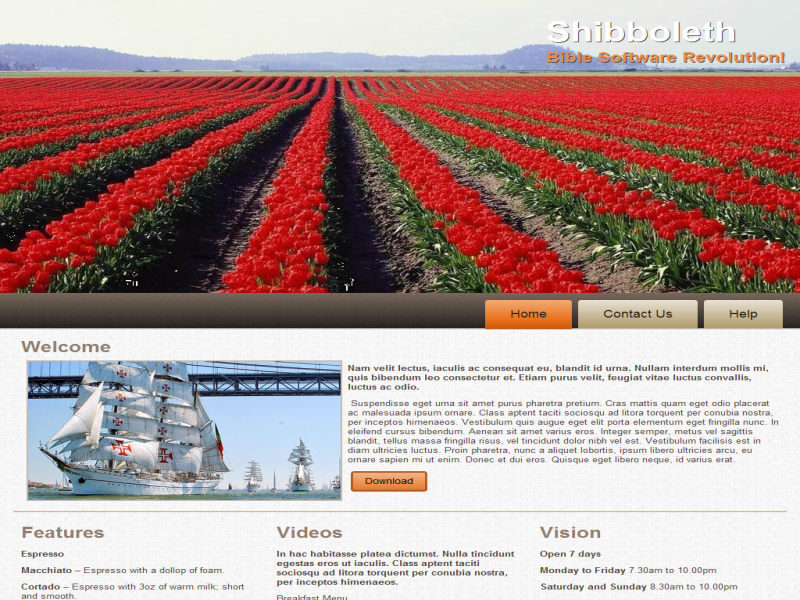 Shibboleth
Bible Software Revolution!
Home Contact Us Help
Welcome
Nam velit lectus, iaculis ac consequat eu, blandit id urna. Nullam interdum mollis mi,
quis bibendum leo consectetur et. Etiam purus velit, feugiat vitae luctus convallis,
luctus ac odio.
Suspendisse eget urna sit amet purus pharetra pretium. Cras mattis quam eget odio placerat
ac malesuada ipsum ornare. Class aptent taciti sociosqu ad litora torquent per conubia nostra,
per inceptos himenaeos. Vestibulum quis augue eget elit porta elementum eget fringilla nunc. In
eleifend cursus bibendum. Aenean sit amet varius eros. Integer semper, metus vel sagittis
blandit, tellus massa fringilla risus, vel tincidunt dolor nibh vel est. Vestibulum facilisis est in
diam ultricies luctus. Proin pharetra, nunc a aliquet lobortis, ipsum libero ultricies arcu, eu
ornare sapien mi ut enim. Donec et dui eros. Quisque eget libero neque, id varius erat.
Download
Features
Espresso
Macchiato – Espresso with a dollop of foam.
Cortado – Espresso with 3oz of warm milk; short
and smooth.
Videos
In hac habitasse platea dictumst. Nulla tincidunt
egestas eros ut iaculis. Class aptent taciti
sociosqu ad litora torquent per conubia nostra,
per inceptos himenaeos.
Breakfast Menu
Vision
Open 7 days
Monday to Friday 7.30am to 10.00pm
Saturday and Sunday 8.30am to 10.00pm